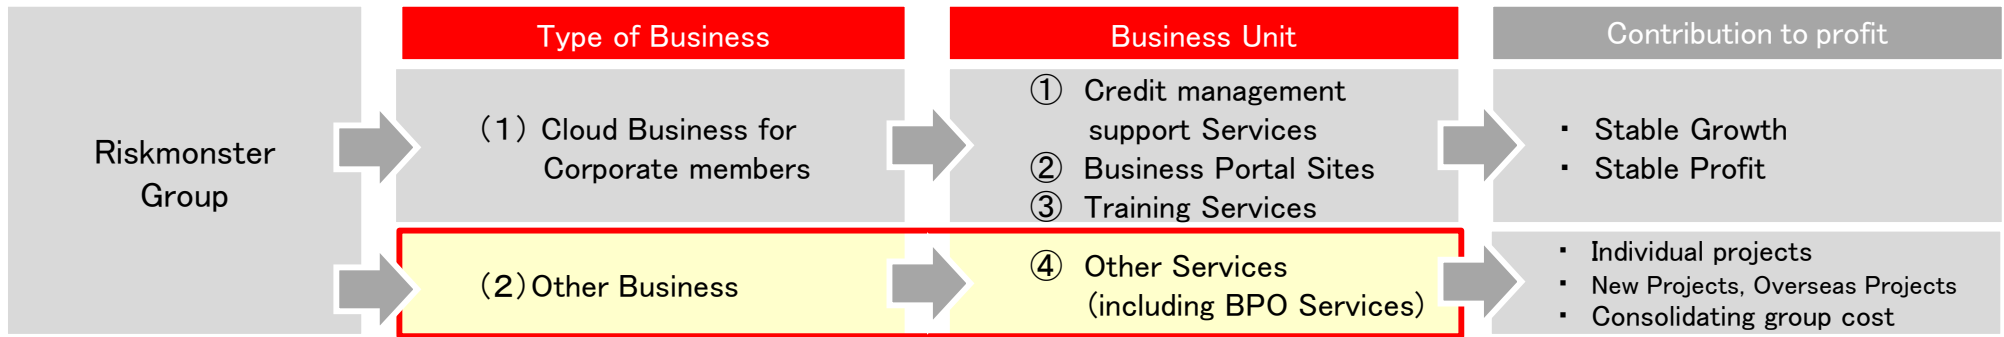 Type of Business
Business Unit
Contribution to profit
Riskmonster
Group
(1) Cloud Business for
Corporate members
① Credit management
support Services
② Business Portal Sites
③ Training Services
・ Stable Growth
・ Stable Profit
(2) Other Business
④ Other Services
(including BPO Services)
・ Individual projects
・ New Projects, Overseas Projects
・ Consolidating group cost